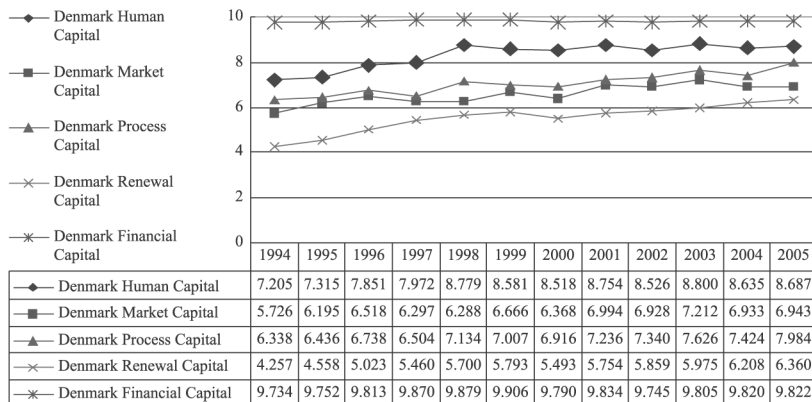 Denmark Human
Capital
Denmark Market
Capital
Denmark Process
Capital
Denmark Renewal
Capital
Denmark Financial
Capital
10
8
6
4
2
0
1994 1995 1996 1997 1998 1999 2000 2001 2002 2003 2004 2005
Denmark Human Capital 7.205 7.315 7.851 7.972 8.779 8.581 8.518 8.754 8.526 8.800 8.635 8.687
Denmark Market Capital 5.726 6.195 6.518 6.297 6.288 6.666 6.368 6.994 6.928 7.212 6.933 6.943
Denmark Process Capital 6.338 6.436 6.738 6.504 7.134 7.007 6.916 7.236 7.340 7.626 7.424 7.984
Denmark Renewal Capital 4.257 4.558 5.023 5.460 5.700 5.793 5.493 5.754 5.859 5.975 6.208 6.360
Denmark Financial Capital 9.734 9.752 9.813 9.870 9.879 9.906 9.790 9.834 9.745 9.805 9.820 9.822